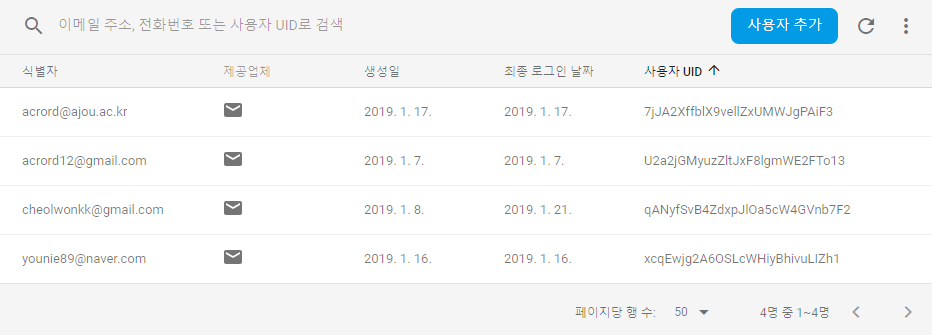 이메일 주소, 전화번호 또는 사용자 UID로 검색 사용자 추가
식별자 제공업체 생성일 최종 로그인 날짜 사용자 UID
acrord@ajou.ac.kr 2019. 1. 17. 2019. 1. 17. 7jJA2XffblX9vellZxUMWJgPAiF3
acrord12@gmail.com 2019. 1. 7. 2019. 1. 7. U2a2jGMyuzZltJxF8lgmWE2FTo13
cheolwonkk@gmail.com 2019. 1. 8. 2019. 1. 21. qANyfSvB4ZdxpJlOa5cW4GVnb7F2
younie89@naver.com 2019. 1. 16. 2019. 1. 16. xcqEwjg2A6OSLcWHiyBhivuLIZh1
페이지당 행 수: 50 4명 중 1~4명